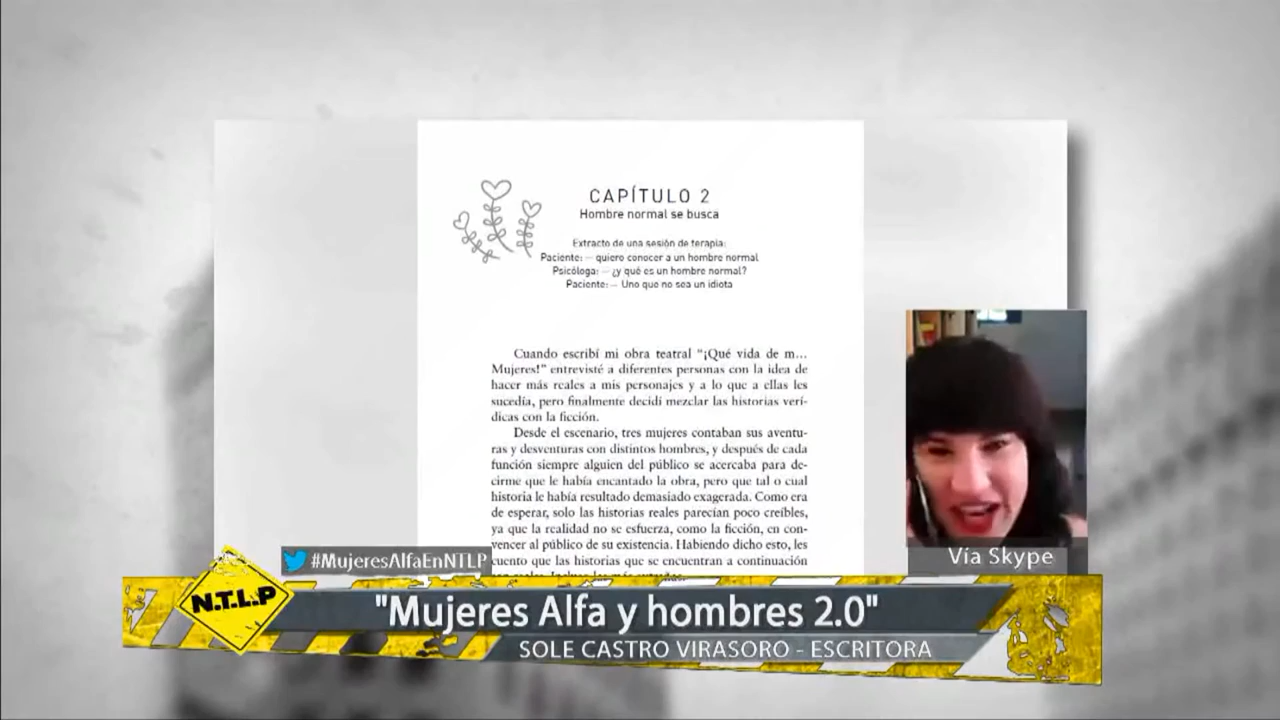 CAPÍTULO 2
Hombre normal se busca
Extracto de una sesión de terapia:
Paciente: – quiero conocer a un hombre normal
Psicóloga: – ¿y qué es un hombre normal?
Paciente: – Uno que no sea un idiota
Cuando escribí mi obra teatral “¡Qué vida de m...
Mujeres!” entrevisté a diferentes personas con la idea de
hacer más reales a mis personajes y a lo que a ellas les
sucedía, pero finalmente decidí mezclar las historias verí-
dicas con la ficción.
Desde el escenario, tres mujeres contaban sus aventu-
ras y desventuras con distintos hombres, y después de cada
función siempre alguien del público se acercaba para de-
cirme que le había encantado la obra, pero que tal o cual
historia le había resultado demasiado exagerada. Como era
de esperar, solo las historias reales parecían poco creíbles,
ya que la realidad no se esfuerza, como la ficción, en con-
vencer al público de su existencia. Habiendo dicho esto, les
cuento que las historias que se encuentran a continuación
#MujeresAlfaEnNTLP
Vía Skype
N.T.L.P
"Mujeres Alfa y hombres 2.0"
SOLE CASTRO VIRASORO - ESCRITORA